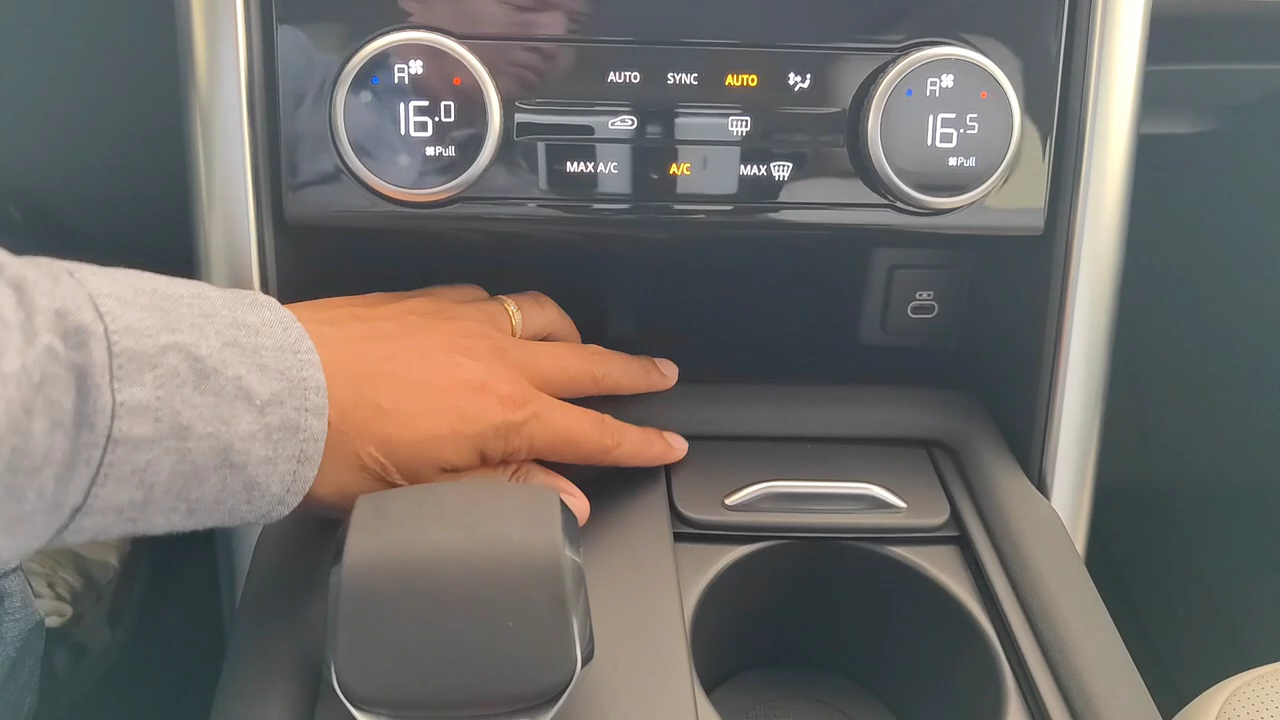 A
16.0
Pull
AUTO SYNC AUTO
MAX A/C A/C MAX
A
16.5
Pull